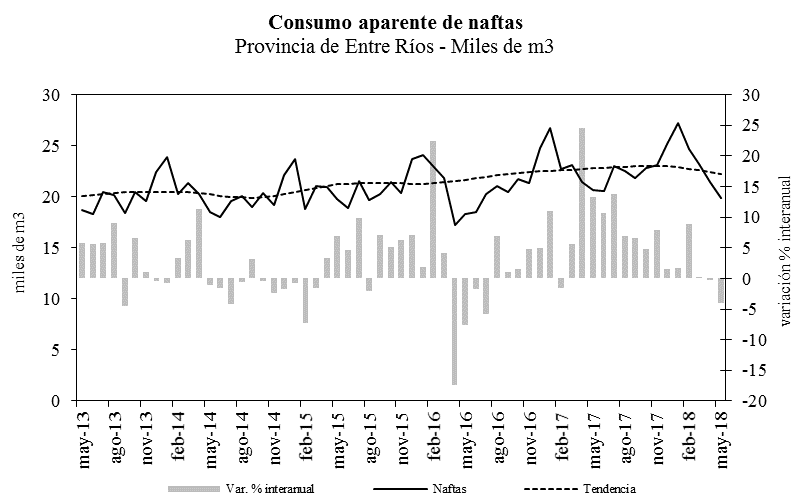 Consumo aparente de naftas
Provincia de Entre Ríos - Miles de m3
30
25
20
15
10
5
0
miles de m3
30
25
20
15
10
5
0
-5
-10
-15
-20
variación % interanual
may-13
ago-13
nov-13
feb-14
may-14
ago-14
nov-14
feb-15
may-15
ago-15
nov-15
feb-16
may-16
ago-16
nov-16
feb-17
may-17
ago-17
nov-17
feb-18
may-18
Var. % interanual
Naftas
Tendencia